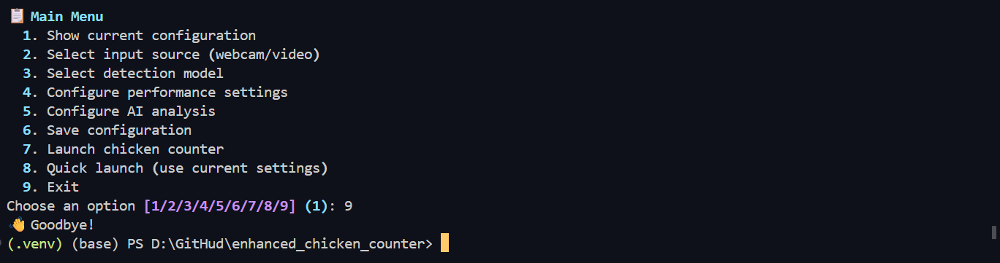 📋 Main Menu
1. Show current configuration
2. Select input source (webcam/video)
3. Select detection model
4. Configure performance settings
5. Configure AI analysis
6. Save configuration
7. Launch chicken counter
8. Quick launch (use current settings)
9. Exit
Choose an option [1/2/3/4/5/6/7/8/9] (1): 9
👋 Goodbye!
(.venv) (base) PS D:\GitHud\enhanced_chicken_counter>